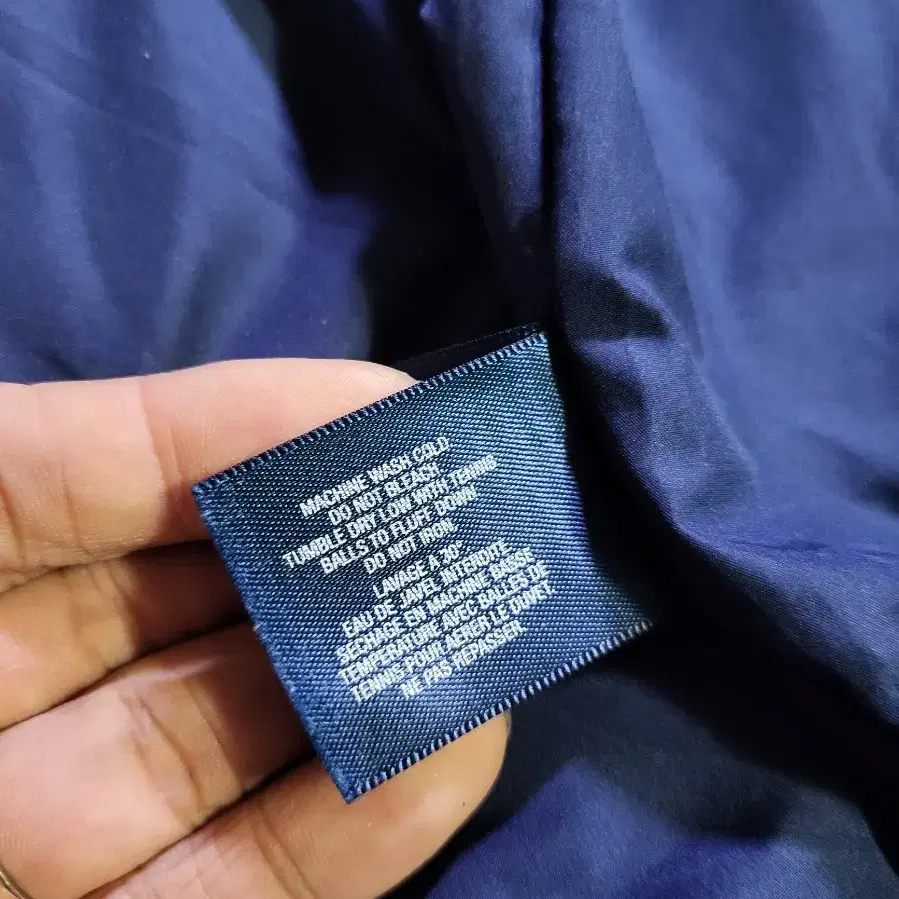 MACHINE WASH COLD
DO NOT BLEACH
TUMBLE DRY LOW WITH TENNIS
BALLS TO FLUFF DOWN.
DO NOT IRON.
LAVAGE A 30°
EAU DE JAVEL INTERDITE
SECHAGE EN MACHINE BASSE
TEMPERATURE AVEC BALLES DE
TENNIS POUR AERER LE DUVET.
NE PAS REPASSER.